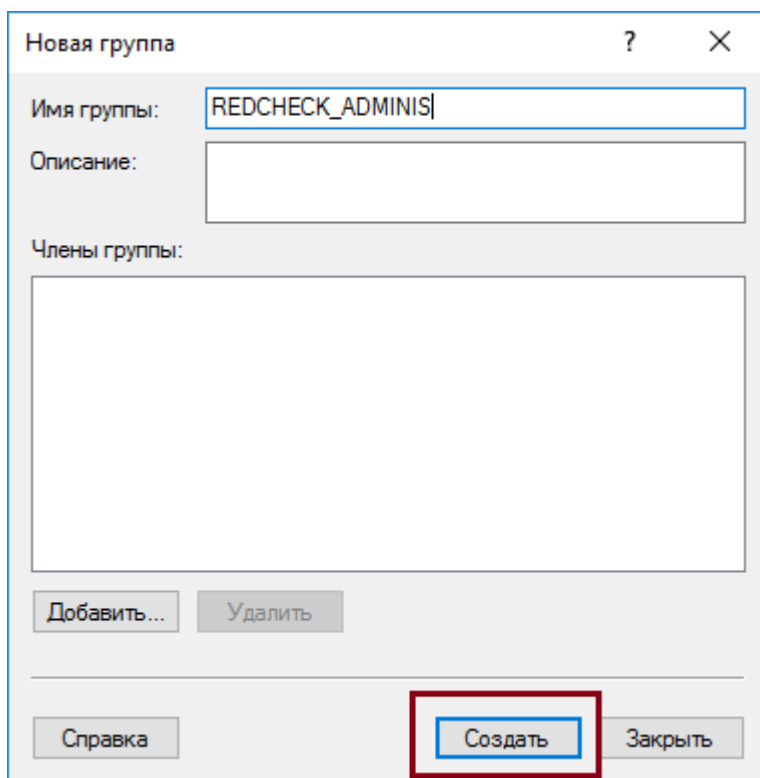 Новая группа ?
Имя группы: REDCHECK_ADMINIS
Описание:
Члены группы:
Добавить... Удалить
Справка Создать Закрыть